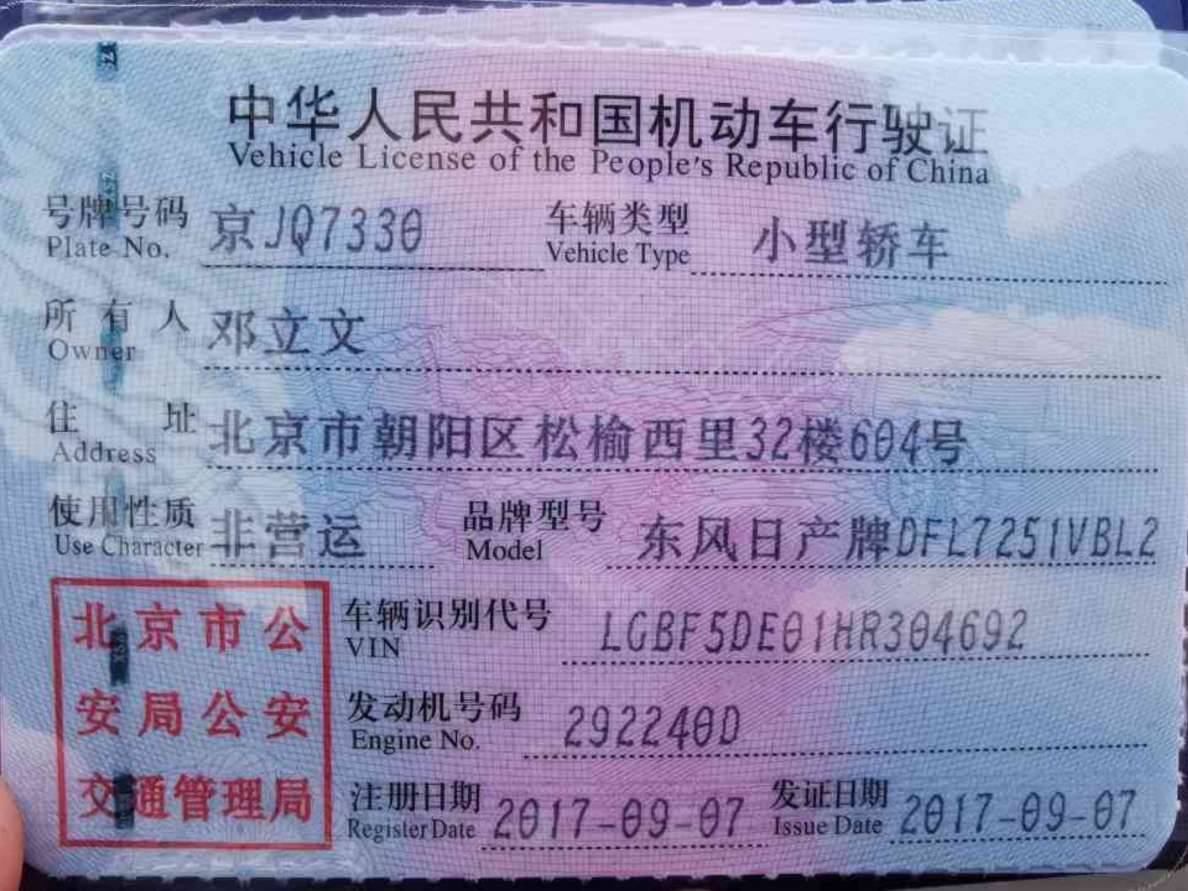 中华人民共和国机动车行驶证
Vehicle License of the People's Republic of China
号牌号码 京JQ7330 车辆类型 小型轿车
Plate No. Vehicle Type
所有人 邓立文
Owner
住址 北京市朝阳区松榆西里32楼604号
Address
使用性质 非营运 品牌型号 东风日产牌DFL7251VBL2
Use Character Model
北京市公
安局公安
交通管理局
车辆识别代号 LGBF5DE01HR304692
VIN
发动机号码 292240D
Engine No.
注册日期 2017-09-07 发证日期 2017-09-07
Register Date Issue Date